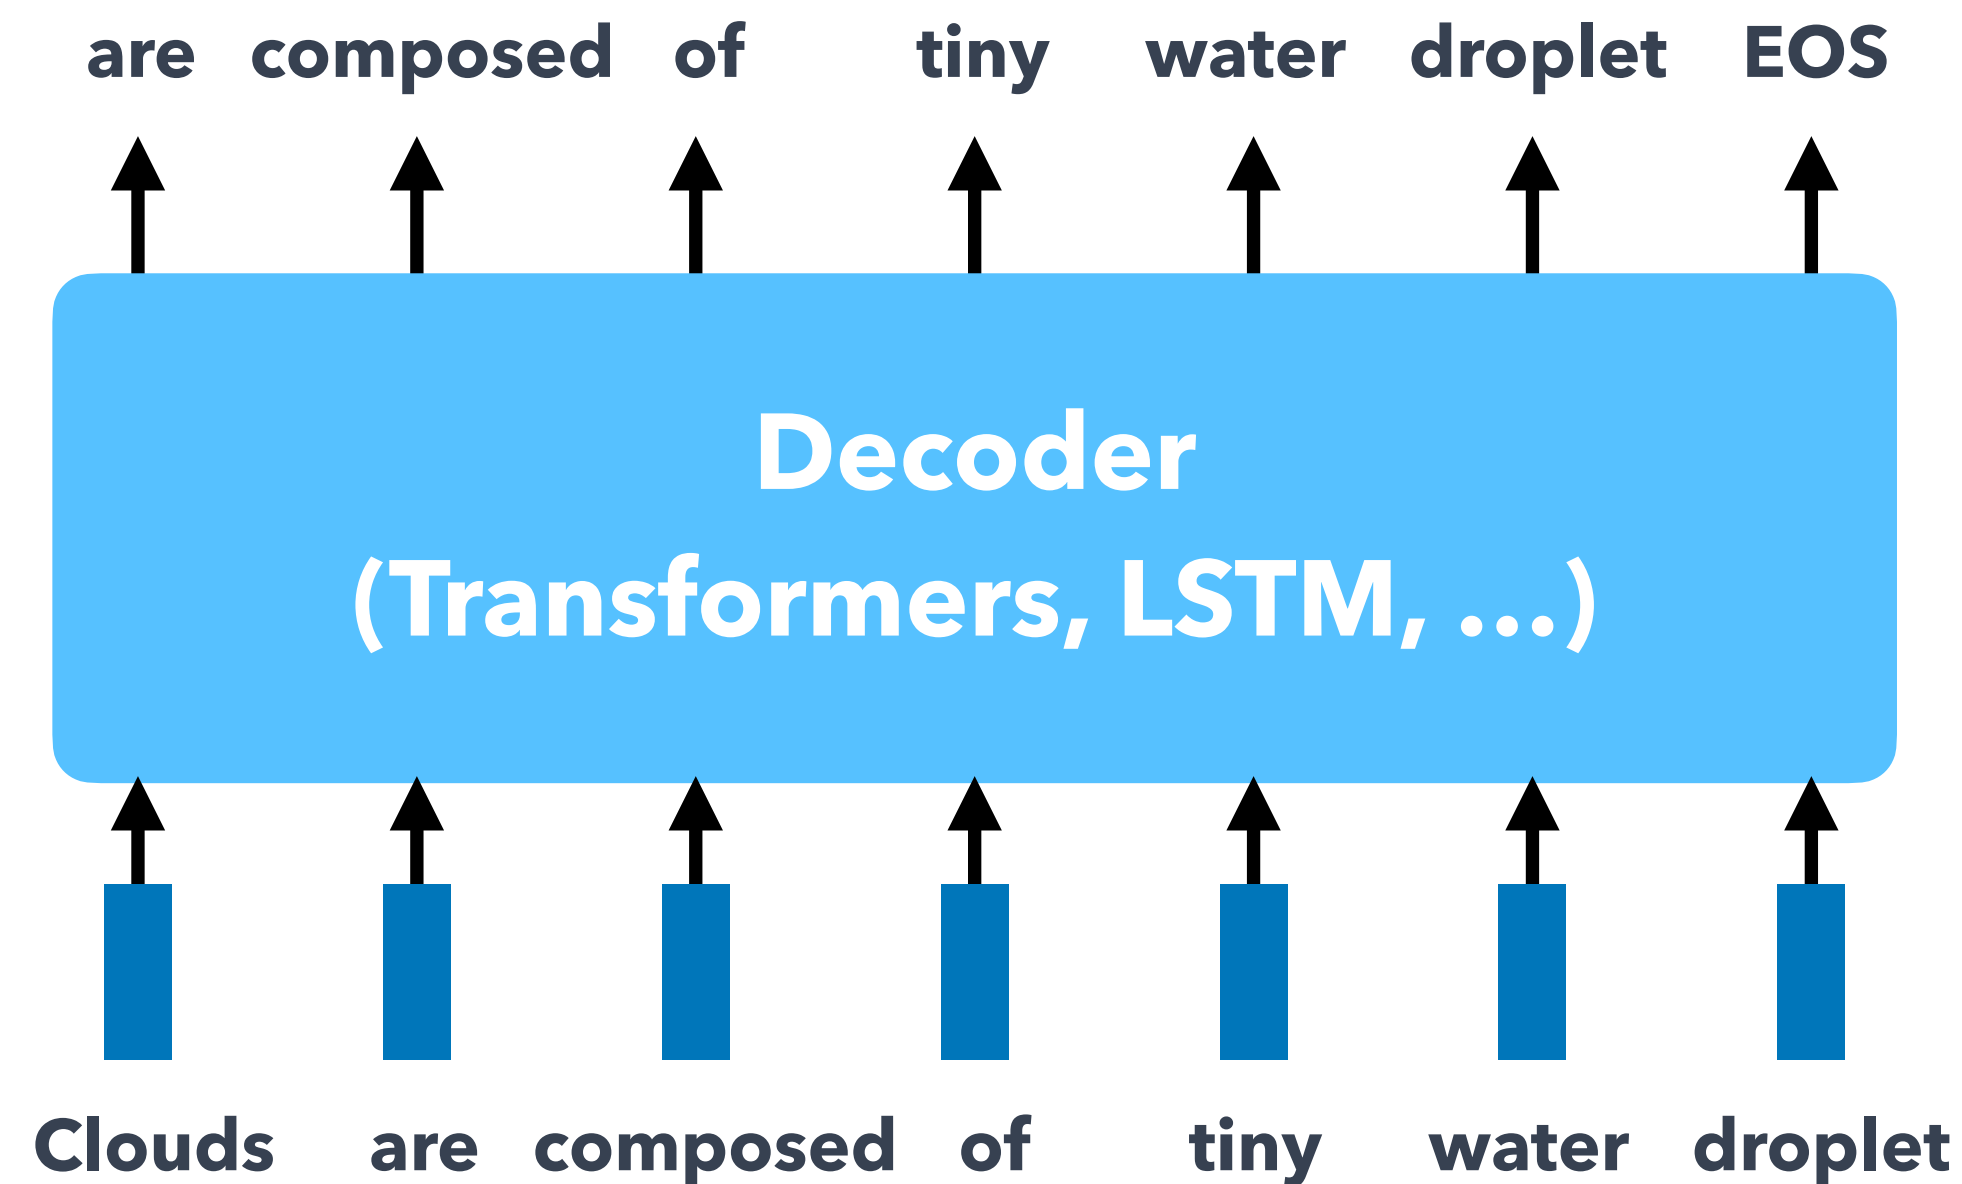 are composed of tiny water droplet EOS
Decoder
(Transformers, LSTM, ...)
Clouds are composed of tiny water droplet